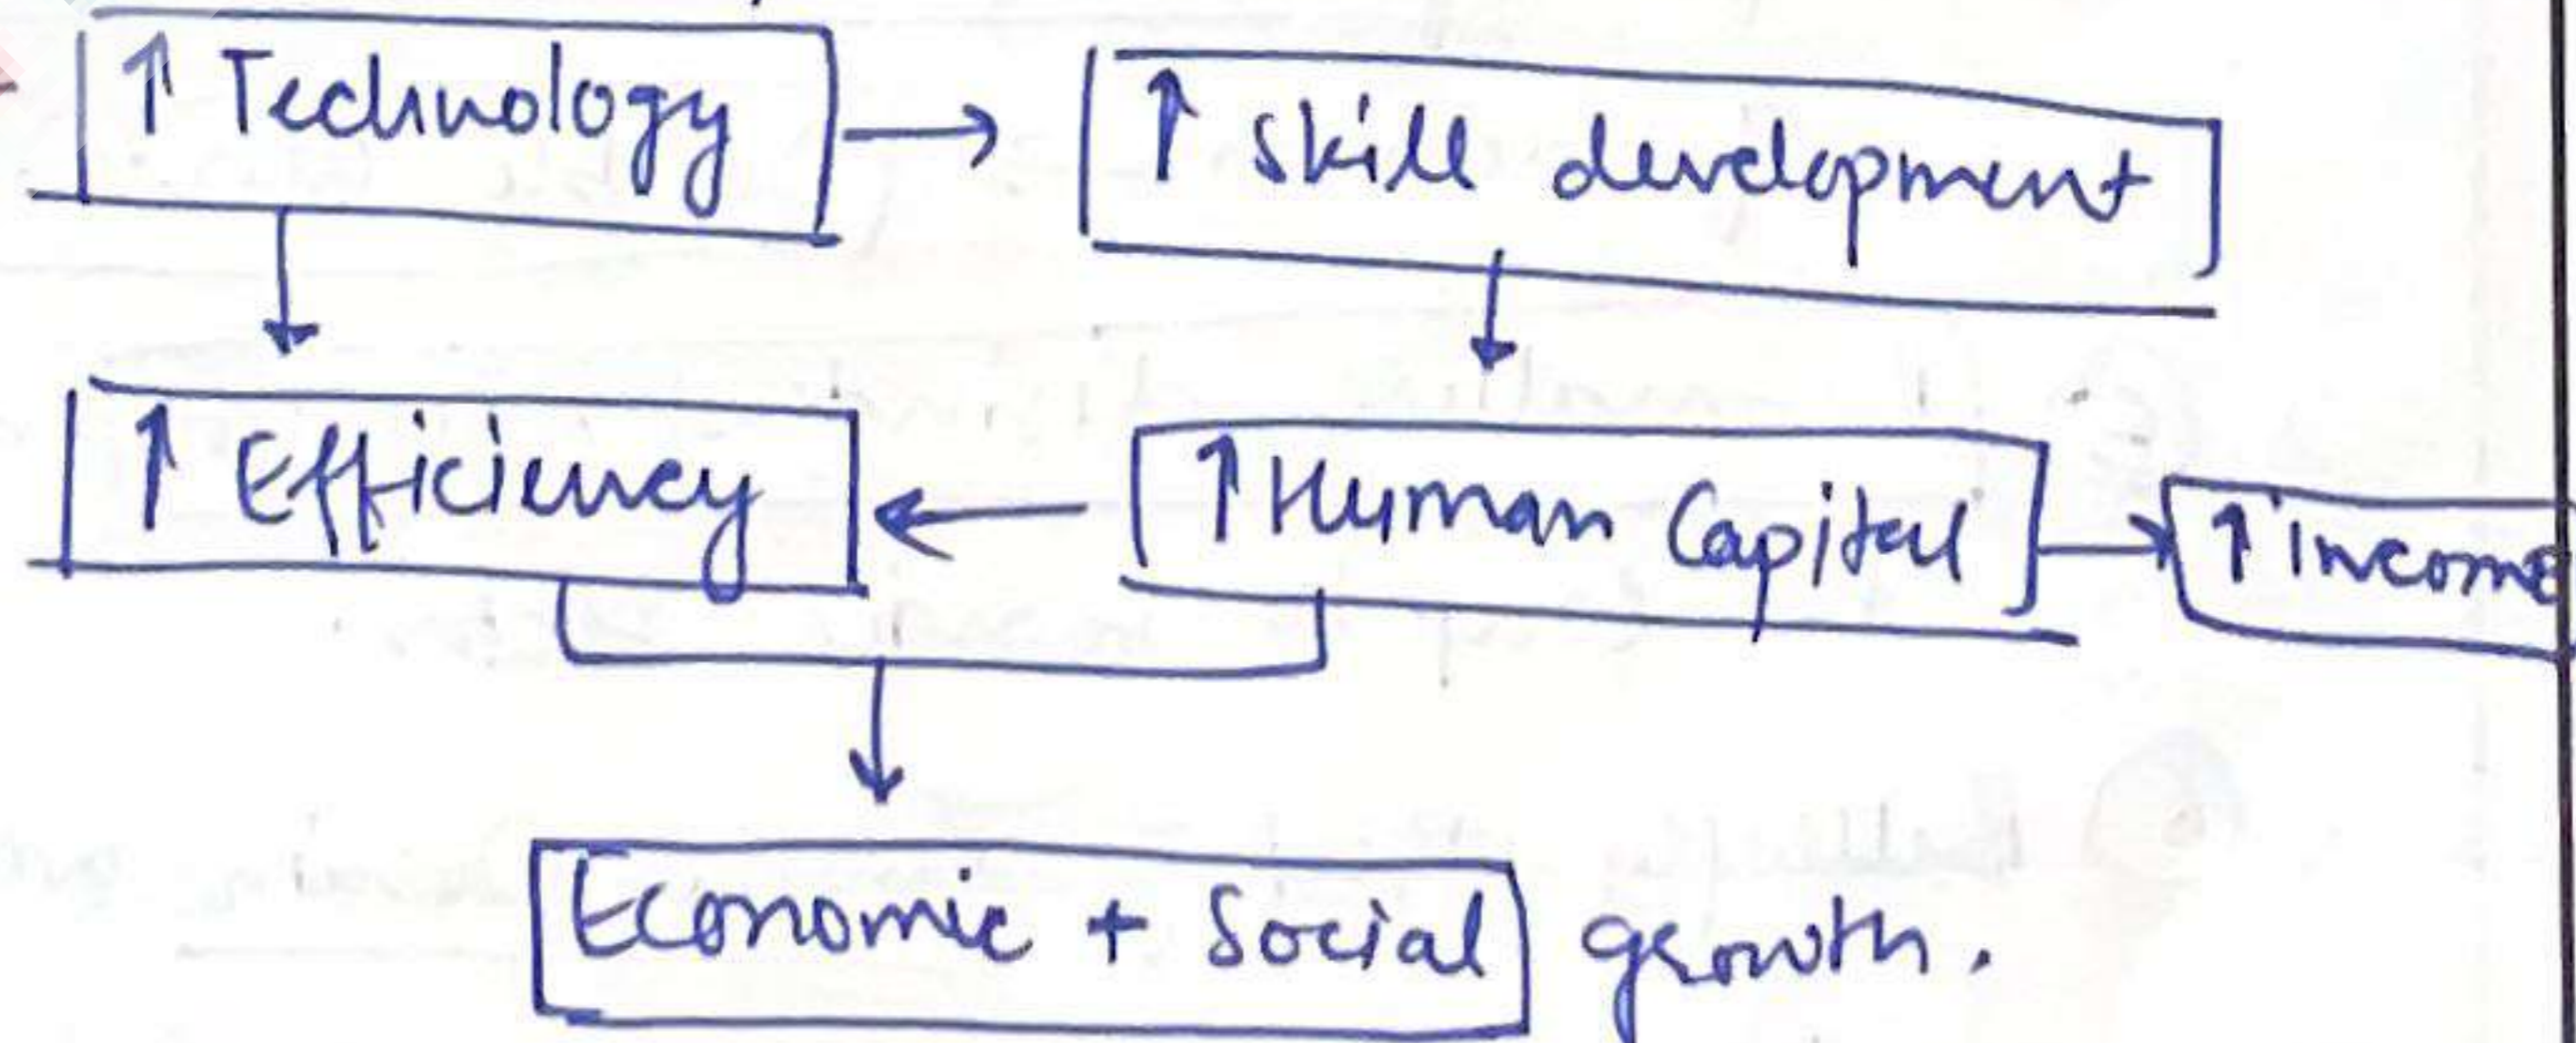 ↑ Technology → ↑ Skill development
↑ Efficiency ← ↑ Human Capital → ↑ income
Economic + Social growth.